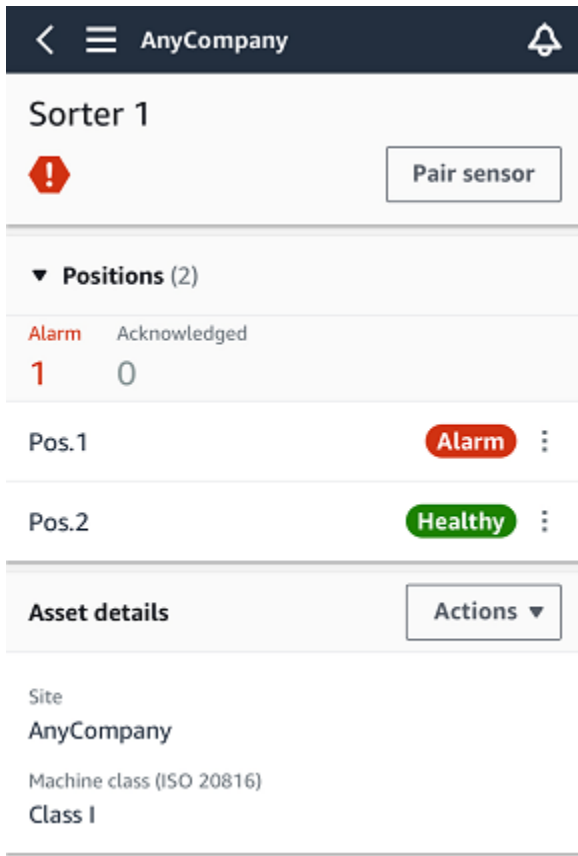 AnyCompany
Sorter 1
Pair sensor
Positions (2)
Alarm Acknowledged
1 0
Pos.1 Alarm
Pos.2 Healthy
Asset details Actions
Site
AnyCompany
Machine class (ISO 20816)
Class I